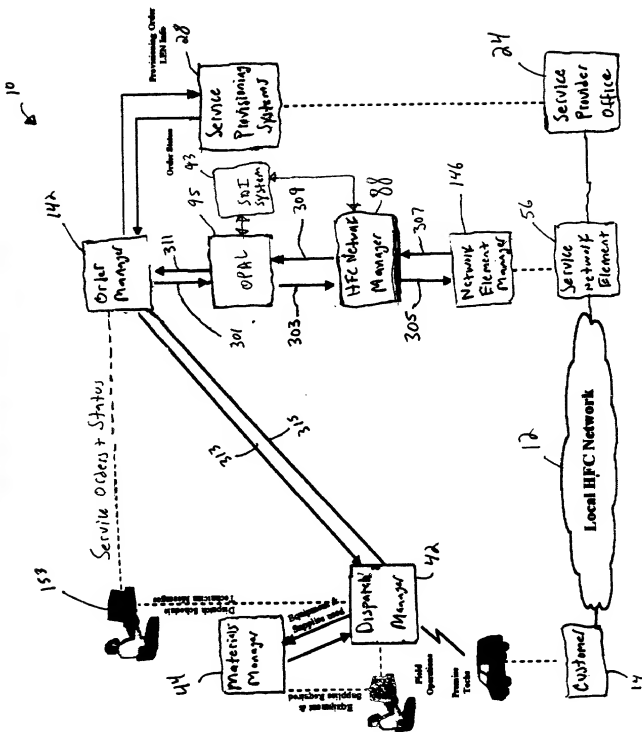 10
142
Order
Manager
Provisioning Order
LEN Info
Order Status
28
Service
Provisioning
Systems
93
SDI
System
95
OPAL
311
301
309
303
HFC Network
Manager
88
307
305
146
Network
Element
Manager
56
Service
Network
Element
24
Service
Provider
Office
Service Orders + Status
313
315
153
Dispatch Schedule
Technician Messages
Equipment
Supplies used
Materials
Manager
44
Dispatch
Manager
42
Equipment &
Supplies Required
Field
Operations
Premise
Techs
Customer
14
Local HFC Network
12